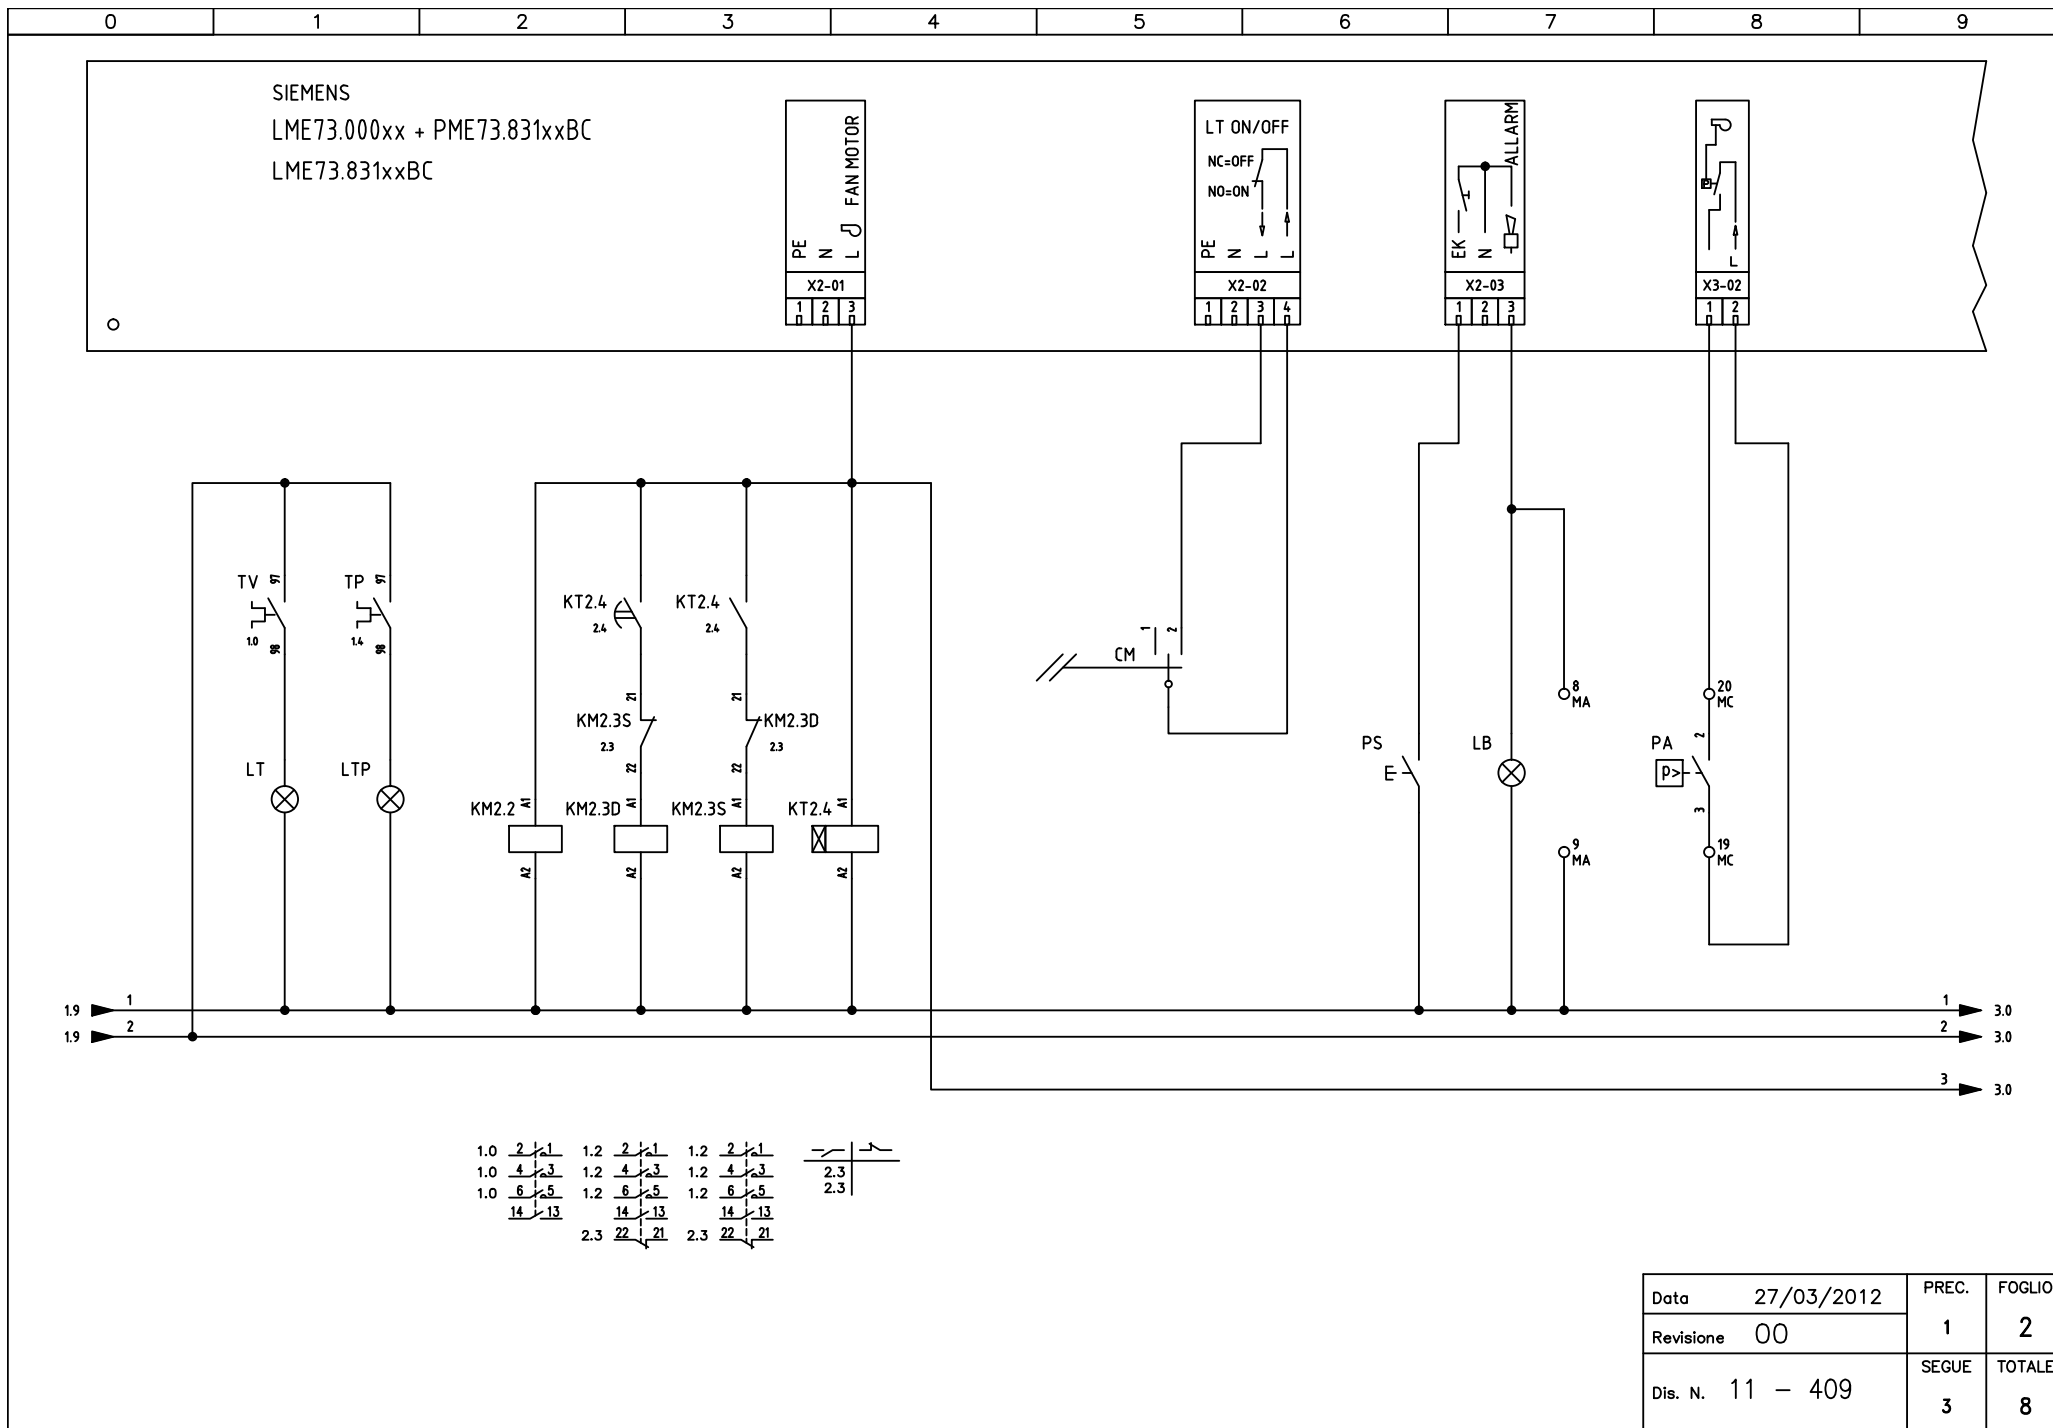 0 1 2 3 4 5 6 7 8 9
SIEMENS
LME73.000xx + PME73.831xxBC
LME73.831xxBC
PE
N
L
FAN MOTOR
X2-01
1 2 3
LT ON/OFF
NC=OFF
NO=ON
PE
N
L
L
X2-02
1 2 3 4
ALLARM
EK
N
X2-03
1 2 3
P
L
X3-02
1 2
TV 97
1.0
98
TP 97
1.4
98
KT2.4
2.4
KT2.4
2.4
21
KM2.3S
2.3
22
21
KM2.3D
2.3
22
LT
LTP
KM2.2 A1
A2
KM2.3D A1
A2
KM2.3S A1
A2
KT2.4 A1
A2
1 2
CM
PS
E
LB
8
MA
9
MA
20
MC
2
PA
P>
3
19
MC
1.9 1 1 3.0
1.9 2 2 3.0
3 3.0
1.0 2 1
1.0 4 3
1.0 6 5
14 13
1.2 2 1
1.2 4 3
1.2 6 5
14 13
2.3 22 21
1.2 2 1
1.2 4 3
1.2 6 5
14 13
2.3 22 21
2.3
2.3
Data 27/03/2012
Revisione 00
Dis. N. 11 - 409
PREC.
1
FOGLIO
2
SEGUE
3
TOTALE
8